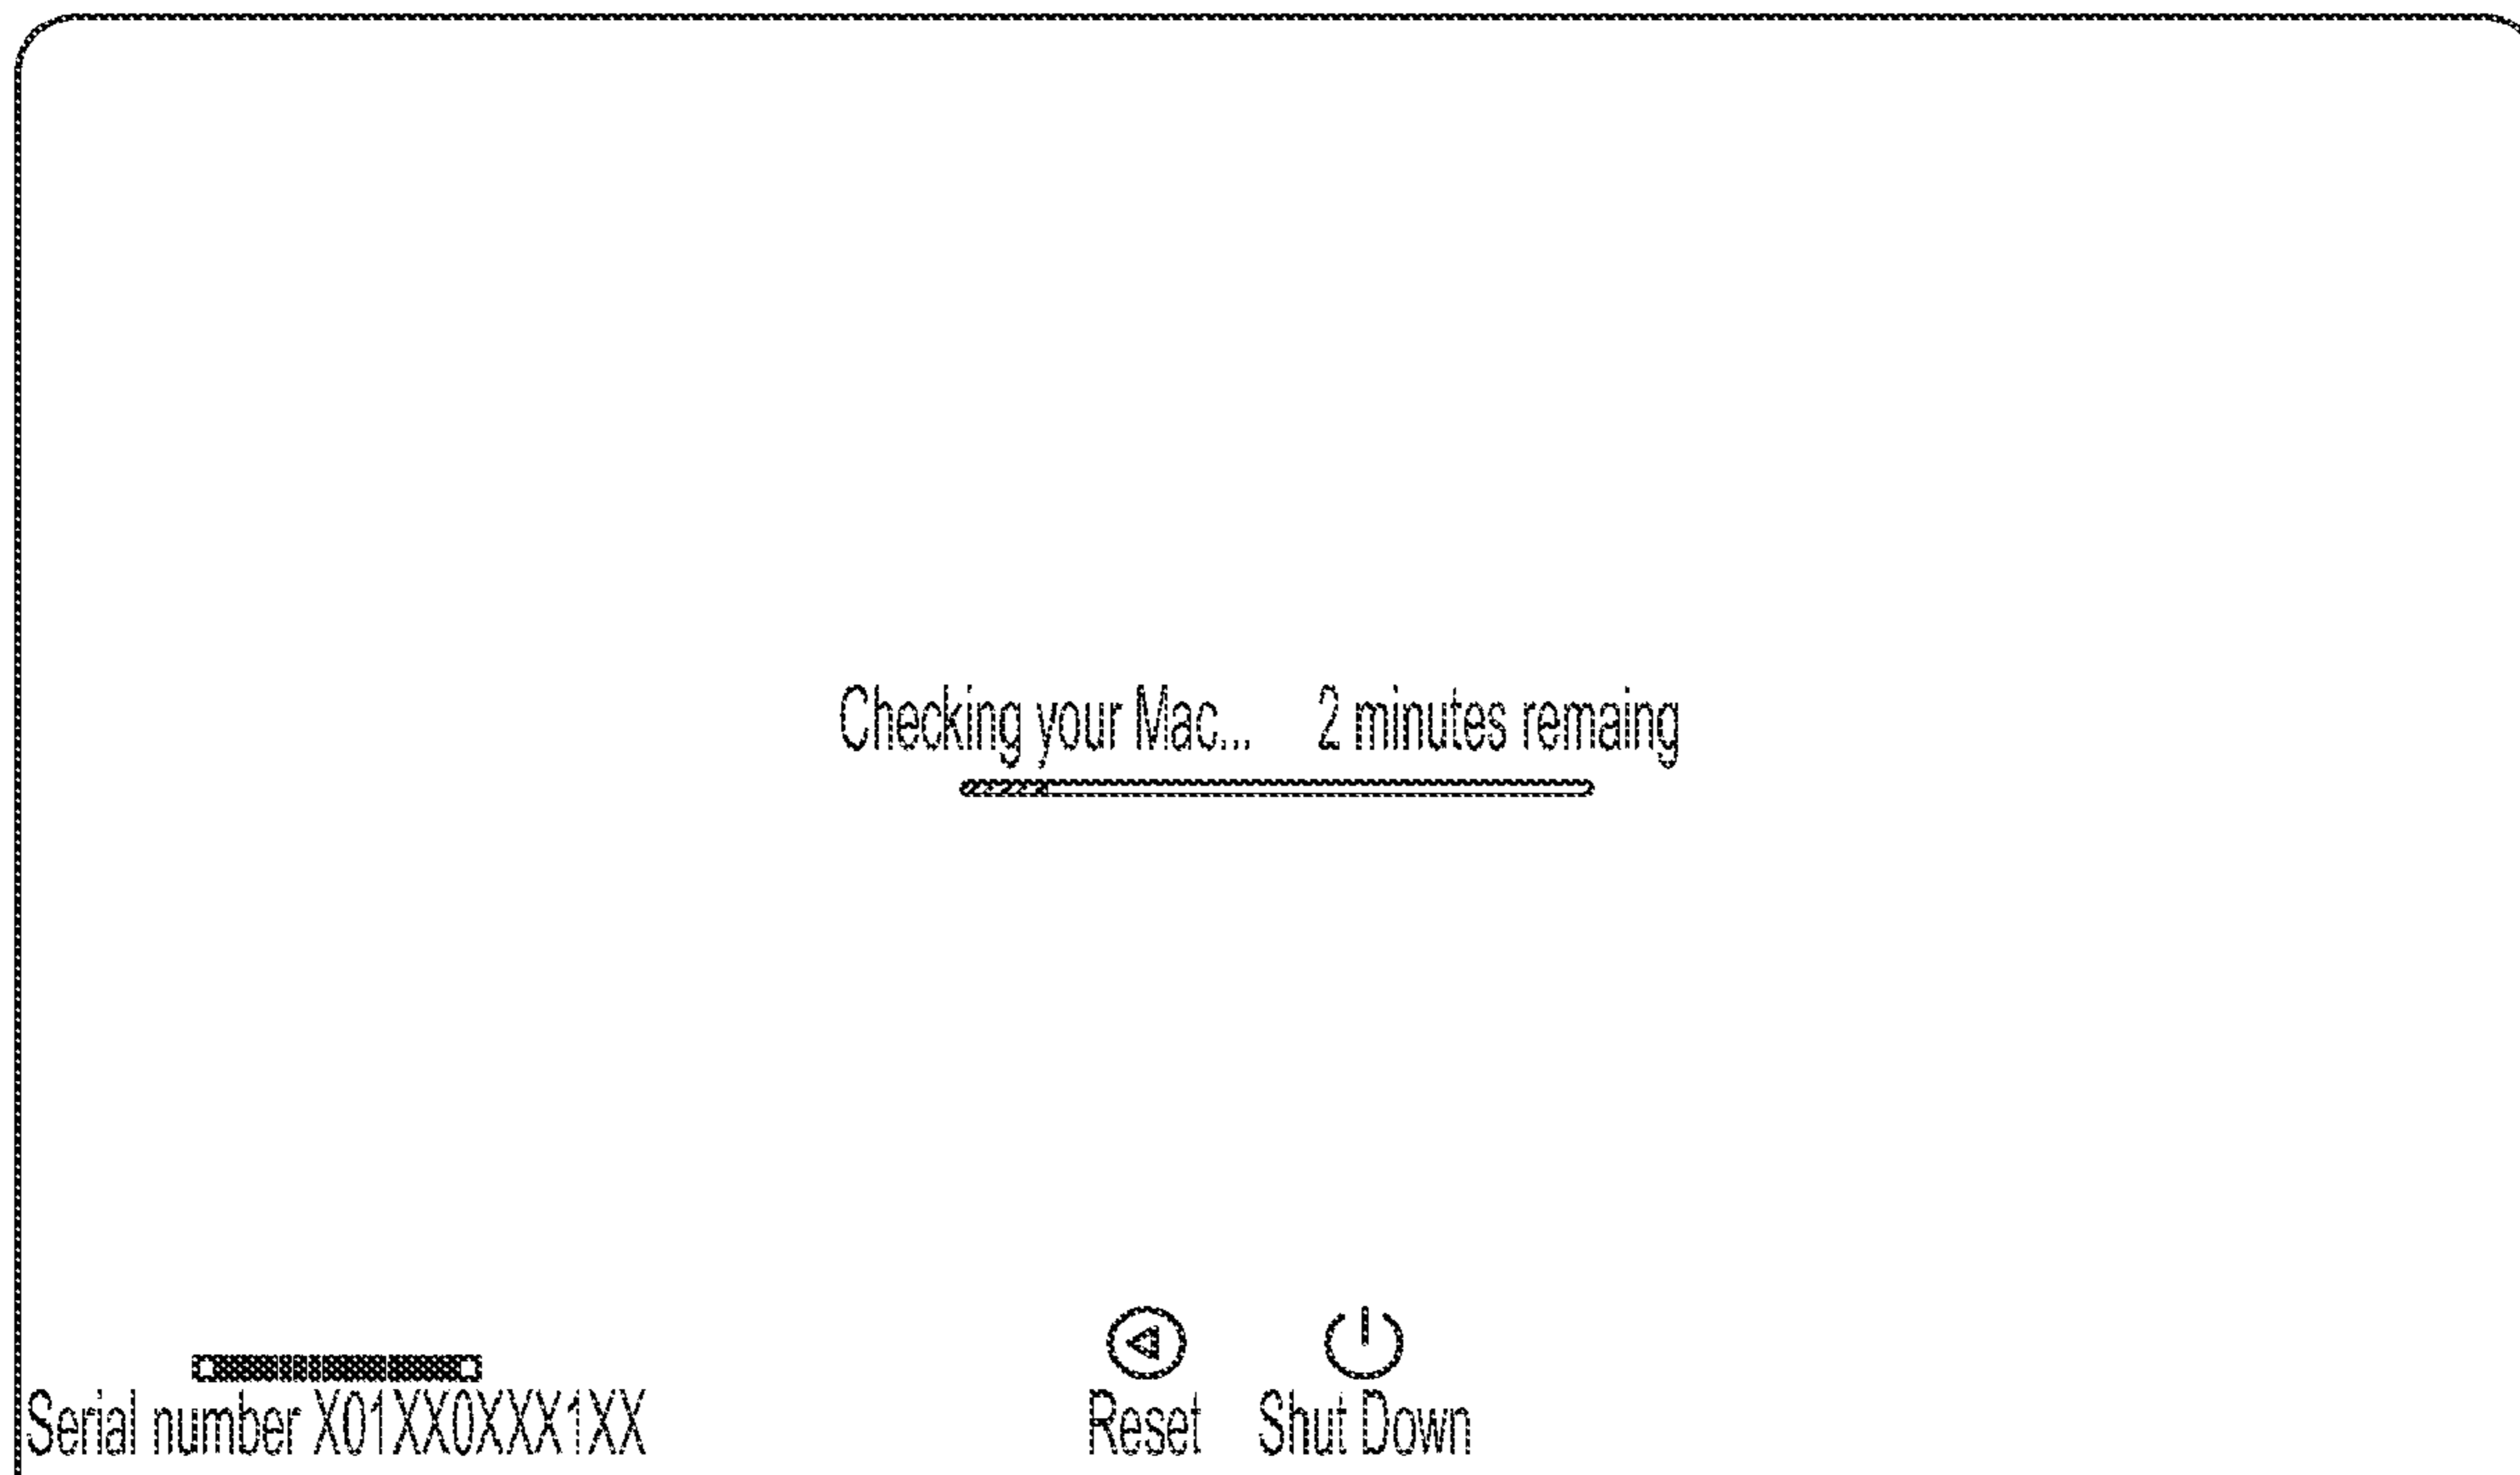 Checking your Mac... 2 minutes remaing
Serial number X01XX0XXX1XX
Reset
Shut Down